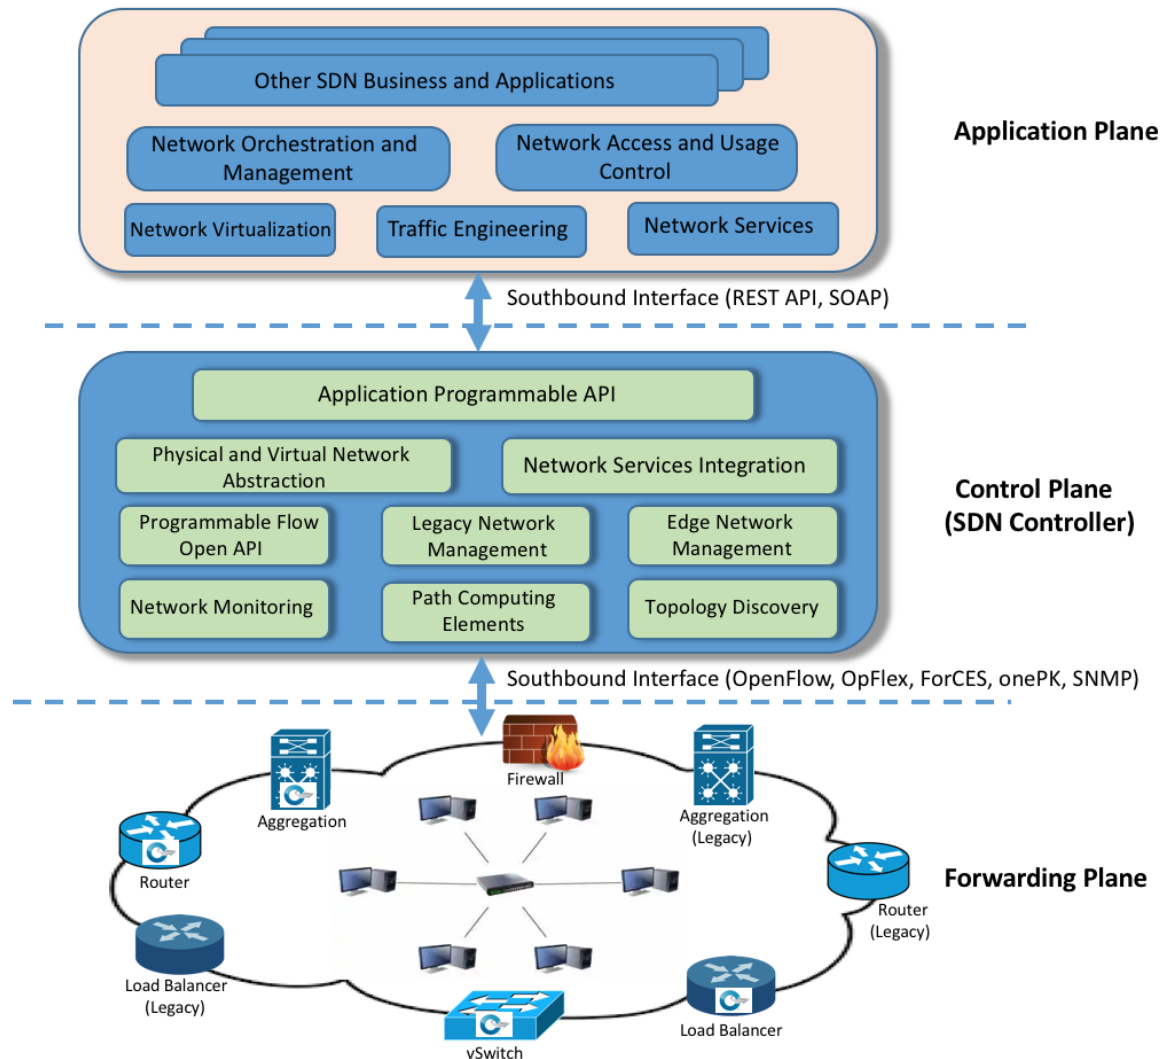 Other SDN Business and Applications
Network Orchestration and
Management
Network Access and Usage
Control
Network Virtualization
Traffic Engineering
Network Services
Application Plane
Southbound Interface (REST API, SOAP)
Application Programmable API
Physical and Virtual Network
Abstraction
Network Services Integration
Programmable Flow
Open API
Legacy Network
Management
Edge Network
Management
Network Monitoring
Path Computing
Elements
Topology Discovery
Control Plane
(SDN Controller)
Southbound Interface (OpenFlow, OpFlex, ForCES, onePK, SNMP)
Firewall
Aggregation
Aggregation
(Legacy)
Router
Router
(Legacy)
Forwarding Plane
Load Balancer
(Legacy)
Load Balancer
vSwitch